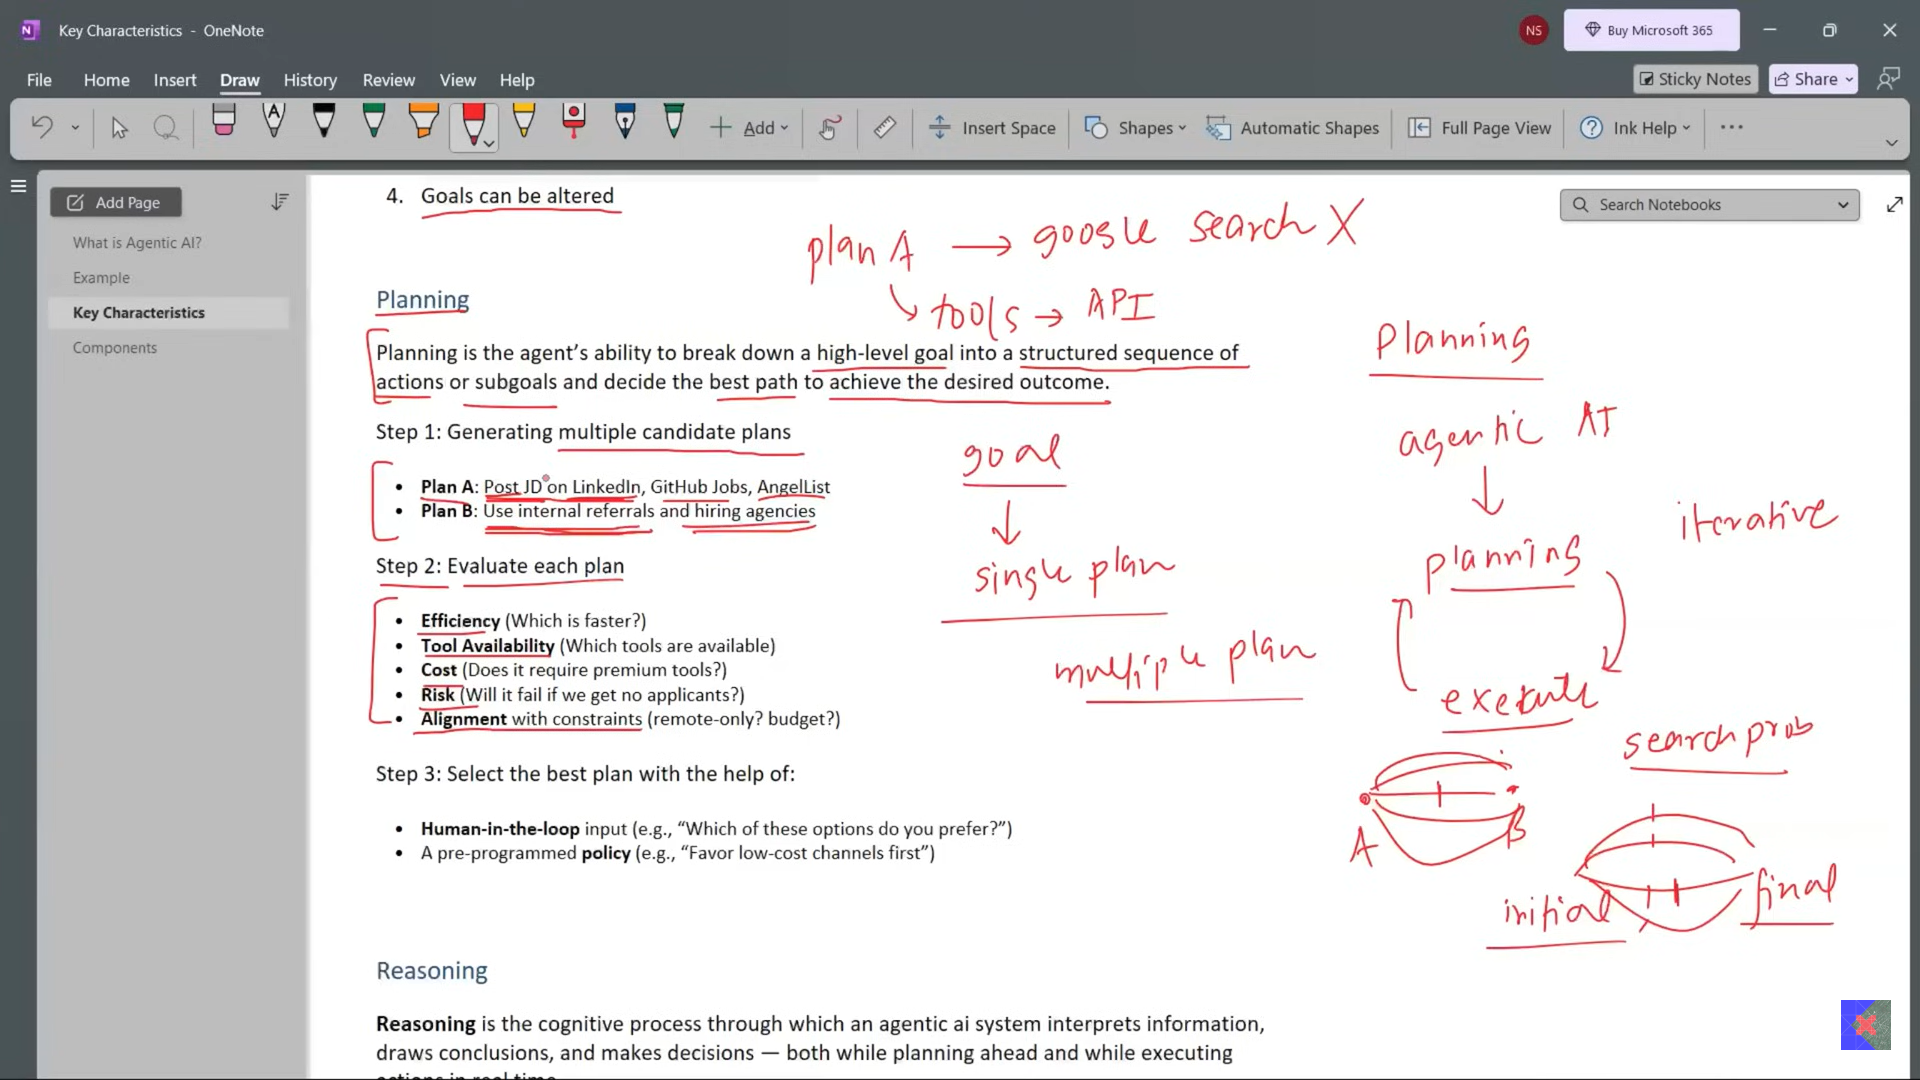 Key Characteristics - OneNote
NS
Buy Microsoft 365
File Home Insert Draw History Review View Help
Sticky Notes
Share
Add
Insert Space
Shapes
Automatic Shapes
Full Page View
Ink Help
Add Page
What is Agentic AI?
Example
Key Characteristics
Components
Search Notebooks
4. Goals can be altered
plan A → google search X
tools → API
Planning
Planning is the agent's ability to break down a high-level goal into a structured sequence of
actions or subgoals and decide the best path to achieve the desired outcome.
Step 1: Generating multiple candidate plans
• Plan A: Post JD on LinkedIn, GitHub Jobs, AngelList
• Plan B: Use internal referrals and hiring agencies
Step 2: Evaluate each plan
• Efficiency (Which is faster?)
• Tool Availability (Which tools are available)
• Cost (Does it require premium tools?)
• Risk (Will it fail if we get no applicants?)
• Alignment with constraints (remote-only? budget?)
Step 3: Select the best plan with the help of:
• Human-in-the-loop input (e.g., “Which of these options do you prefer?”)
• A pre-programmed policy (e.g., “Favor low-cost channels first”)
goal
single plan
multiple plan
Planning
agentic AI
planning
iterative
execute
search prob
A
B
initial
final
Reasoning
Reasoning is the cognitive process through which an agentic ai system interprets information,
draws conclusions, and makes decisions — both while planning ahead and while executing
actions in real time